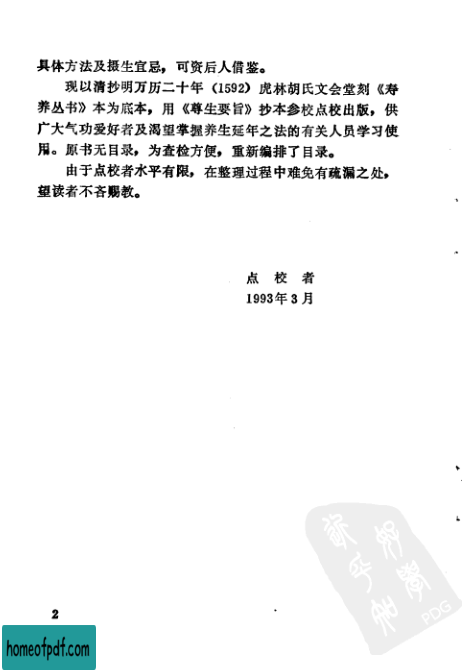 具体方法及摄生宜忌，可资后人借鉴。
现以清抄明万历二十年（1592）虎林胡氏文会堂刻《寿
养丛书》本为底本，用《尊生要旨》抄本参校点校出版，供
广大气功爱好者及渴望掌握养生延年之法的有关人员学习使
用。原书无目录，为查检方便，重新编排了目录。
由于点校者水平有限，在整理过程中难免有疏漏之处，
望读者不吝赐教。
点校者
1993年3月
PDG
2
homeofpdf.com